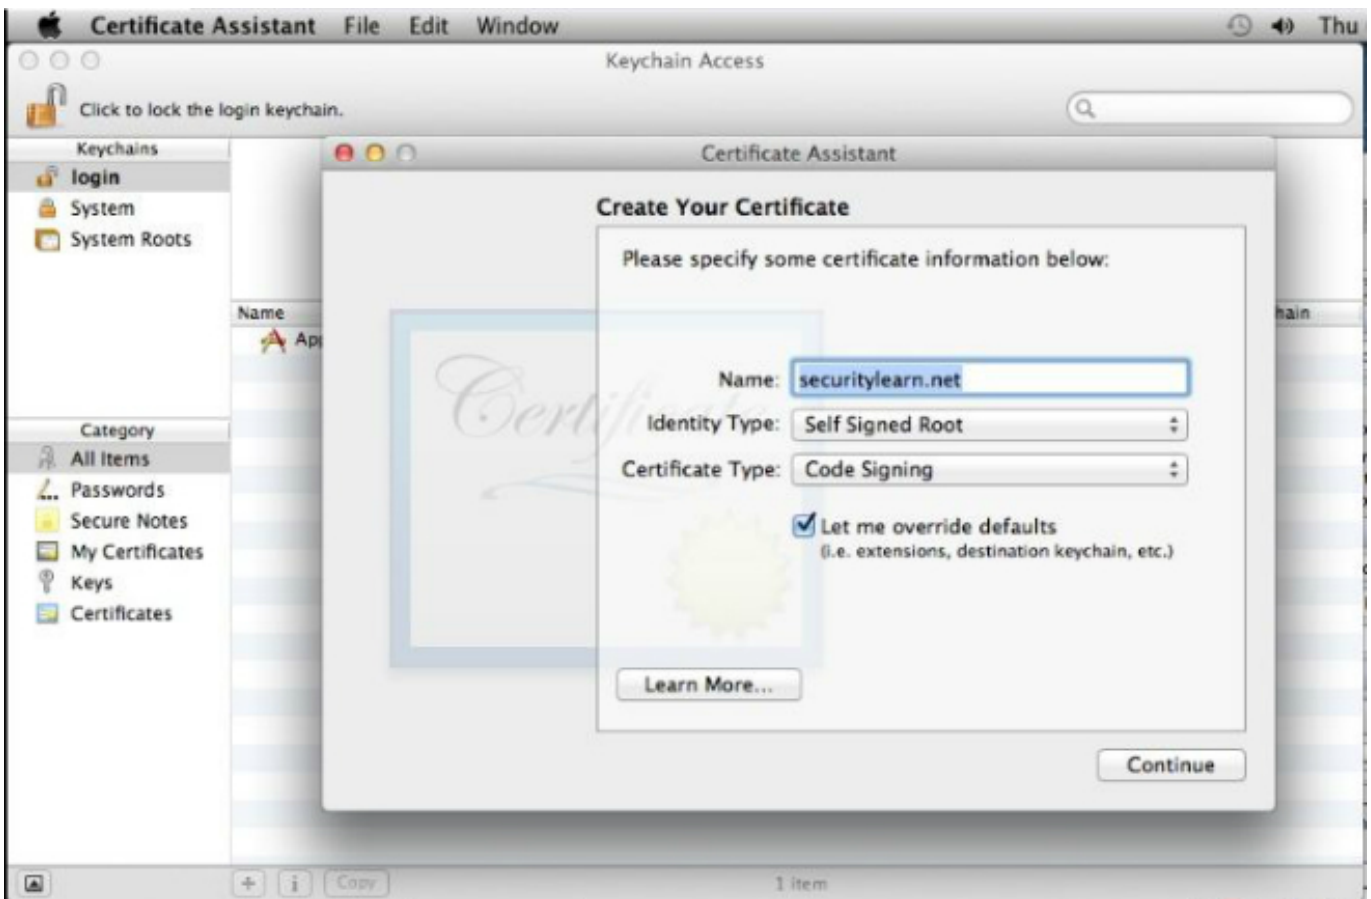 Certificate Assistant File Edit Window Thu
Keychain Access
Click to lock the login keychain.
Keychains
login
System
System Roots
Category
All Items
Passwords
Secure Notes
My Certificates
Keys
Certificates
Name
hain
App
Certificate Assistant
Create Your Certificate
Please specify some certificate information below:
Certificate
Name: securitylearn.net
Identity Type: Self Signed Root
Certificate Type: Code Signing
Let me override defaults
(i.e. extensions, destination keychain, etc.)
Learn More...
Continue
Copy
1 item